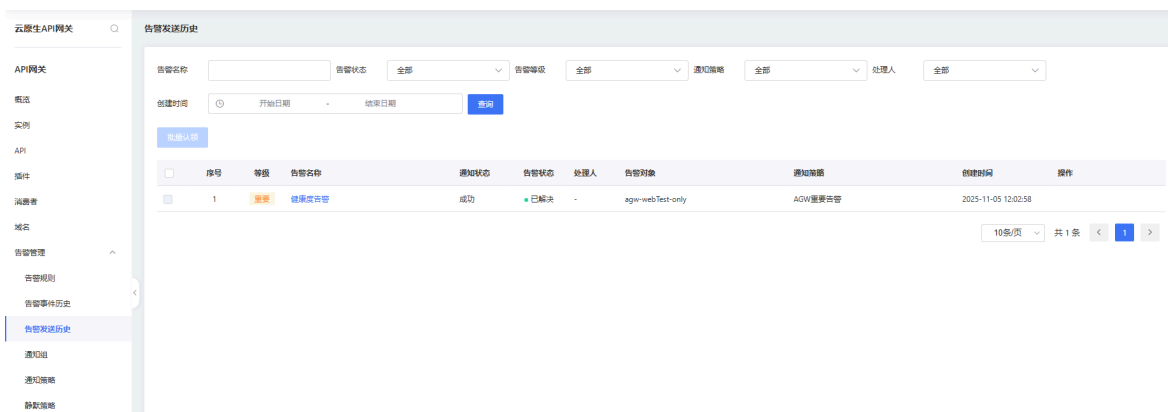 云原生API网关
告警发送历史
API网关
概览
实例
API
插件
消费者
域名
告警管理
告警规则
告警事件历史
告警发送历史
通知组
通知策略
静默策略
告警名称 告警状态 全部 告警等级 全部 通知策略 全部 处理人 全部
创建时间 开始日期 - 结束日期 查询
批量认领
序号 等级 告警名称 通知状态 告警状态 处理人 告警对象 通知策略 创建时间 操作
1 重要 健康度告警 成功 已解决 - agw-webTest-only AGW重要告警 2025-11-05 12:02:58
10条/页 共 1 条 1